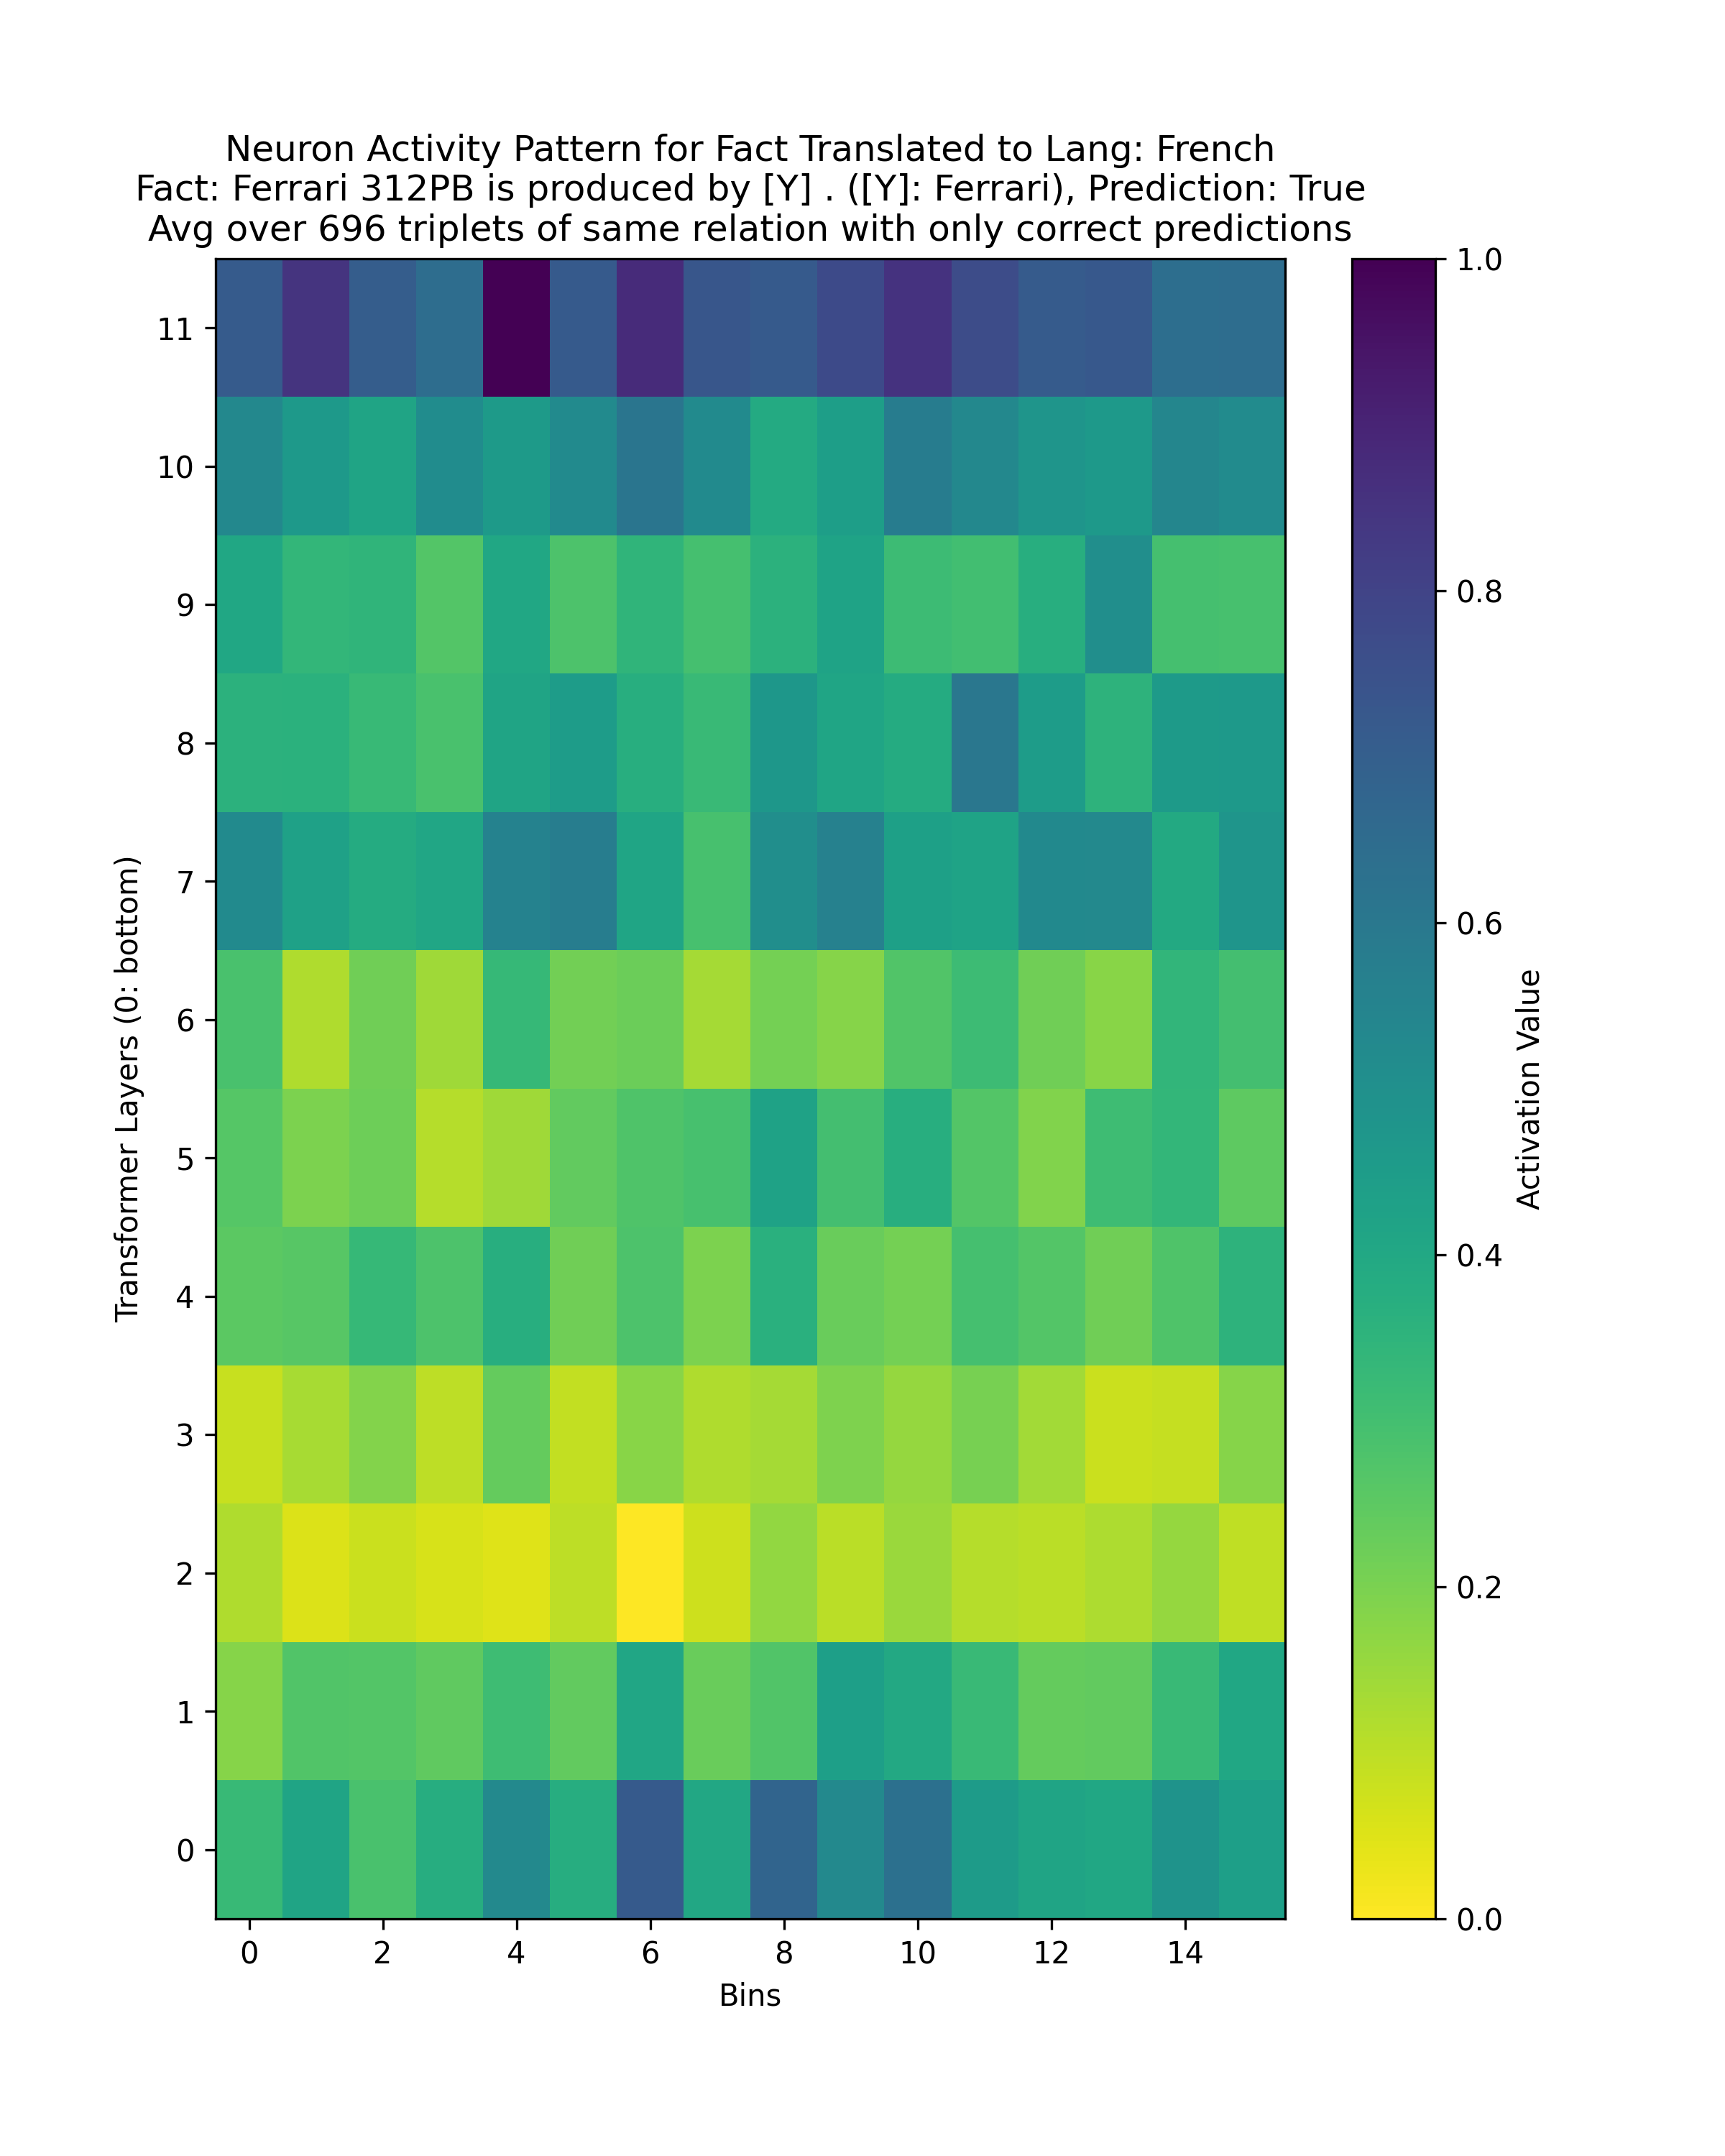 Neuron Activity Pattern for Fact Translated to Lang: French
Fact: Ferrari 312PB is produced by [Y] . ([Y]: Ferrari), Prediction: True
Avg over 696 triplets of same relation with only correct predictions
Transformer Layers (0: bottom)
11
10
9
8
7
6
5
4
3
2
1
0
0 2 4 6 8 10 12 14
Bins
1.0
0.8
0.6
0.4
0.2
0.0
Activation Value